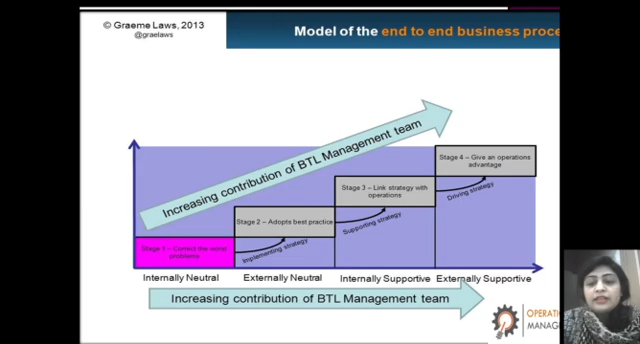 © Graeme Laws, 2013
@graelaws
Model of the end to end business proce
Increasing contribution of BTL Management team
Stage 4 – Give an operations
advantage
Stage 3 – Link strategy with
operations
Driving strategy
Stage 2 – Adopts best practice
Supporting strategy
Stage 1 – Correct the worst
problems
Implementing strategy
Internally Neutral
Externally Neutral
Internally Supportive
Externally Supportive
Increasing contribution of BTL Management team
OPERATIO
MANAG